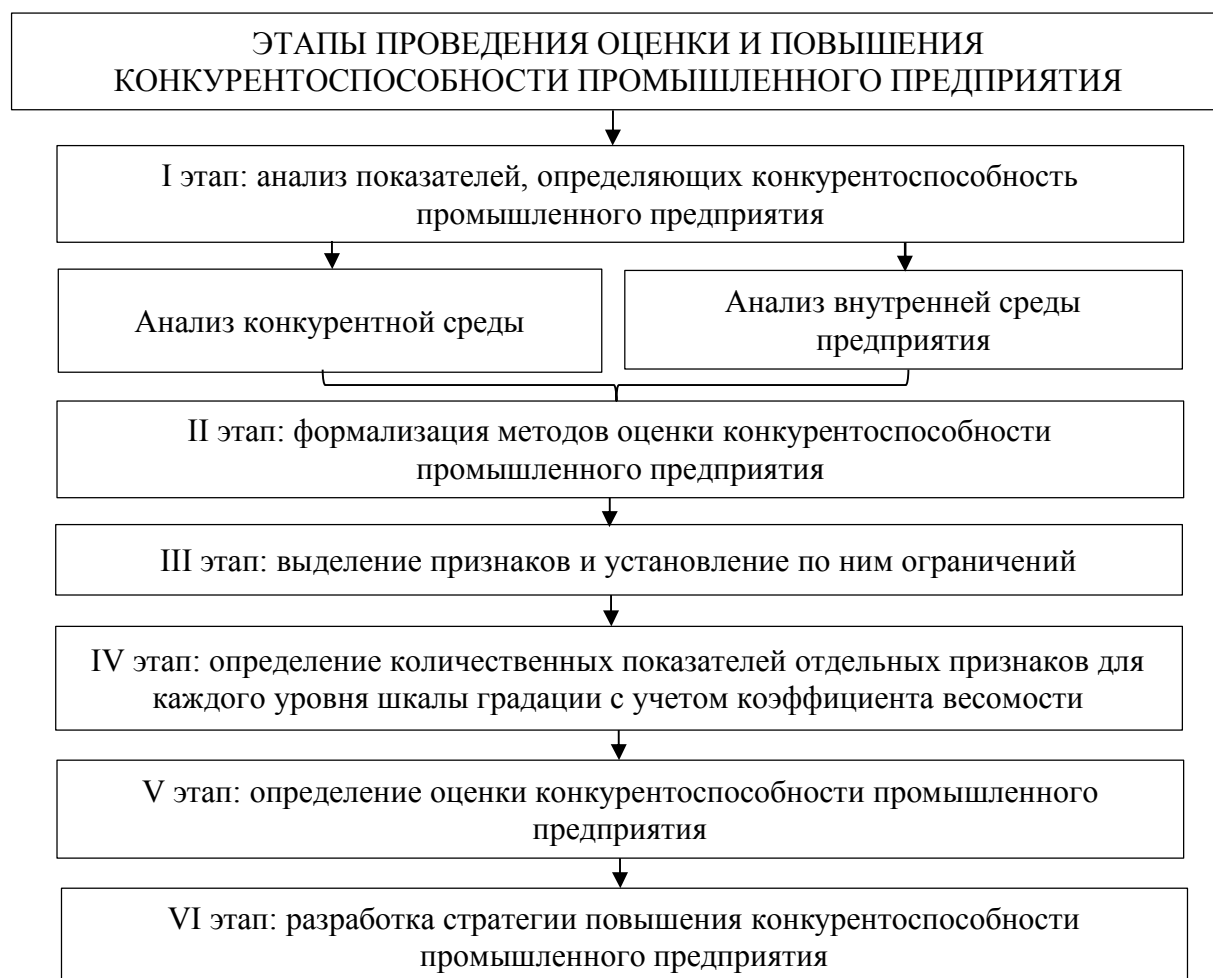 ЭТАПЫ ПРОВЕДЕНИЯ ОЦЕНКИ И ПОВЫШЕНИЯ
КОНКУРЕНТОСПОСОБНОСТИ ПРОМЫШЛЕННОГО ПРЕДПРИЯТИЯ
I этап: анализ показателей, определяющих конкурентоспособность
промышленного предприятия
Анализ конкурентной среды
Анализ внутренней среды
предприятия
II этап: формализация методов оценки конкурентоспособности
промышленного предприятия
III этап: выделение признаков и установление по ним ограничений
IV этап: определение количественных показателей отдельных признаков для
каждого уровня шкалы градации с учетом коэффициента весомости
V этап: определение оценки конкурентоспособности промышленного
предприятия
VI этап: разработка стратегии повышения конкурентоспособности
промышленного предприятия